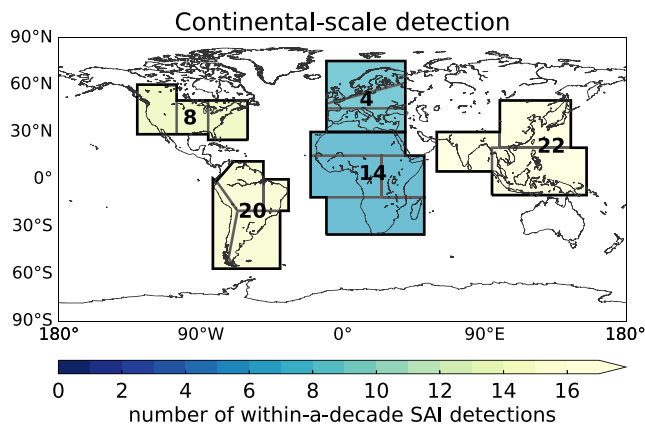 Continental-scale detection
90°N
60°N
30°N
0°
30°S
60°S
90°S
8
4
22
14
20
180°
90°W
0°
90°E
180°
0 2 4 6 8 10 12 14 16
number of within-a-decade SAI detections